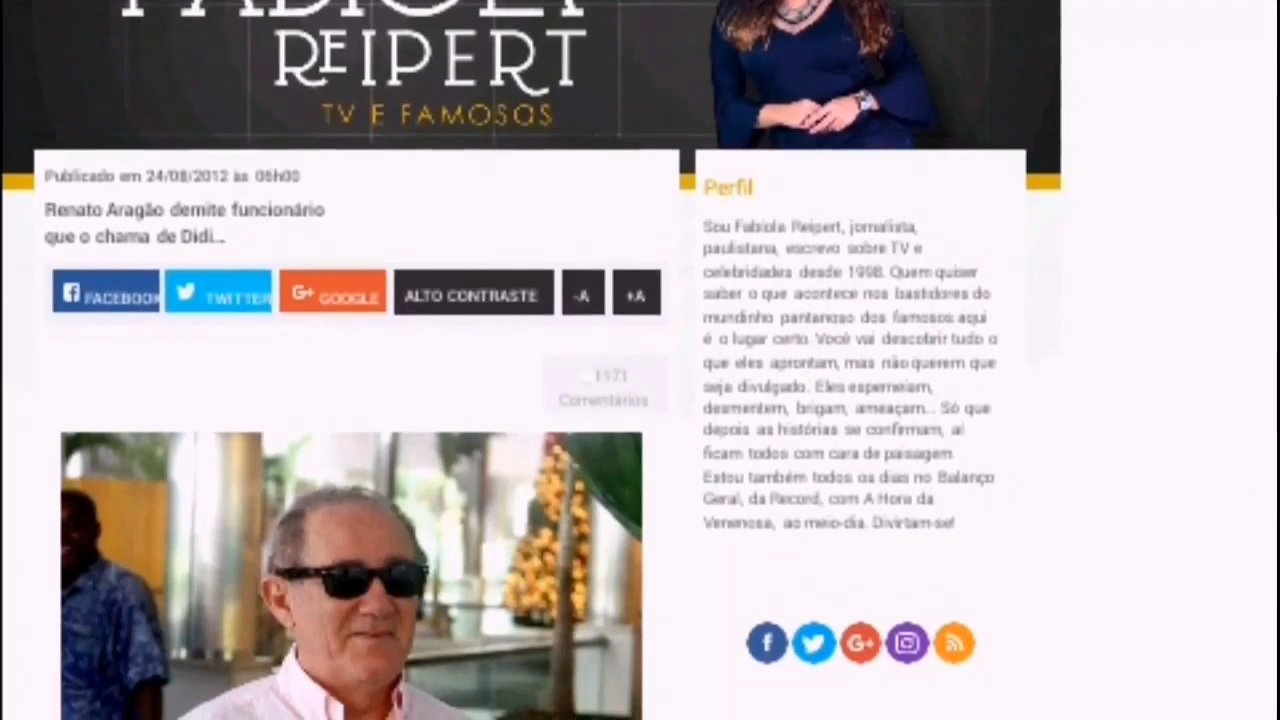 REIPERT
TV E FAMOSOS
Publicado em 24/08/2012 às 06h00
Renato Aragão demite funcionário
que o chama de Didi...
FACEBOOK
TWITTER
GOOGLE
ALTO CONTRASTE
-A
+A
1171
Comentários
Perfil
Sou Fabíola Reipert, jornalista,
paulistana, escrevo sobre TV e
celebridades desde 1998. Quem quiser
saber o que acontece nos bastidores do
mundinho pantanoso dos famosos aqui
é o lugar certo. Você vai descobrir tudo o
que eles aprontam, mas não querem que
seja divulgado. Eles esperneiam,
desmentem, brigam, ameaçam... Só que
depois as histórias se confirmam, aí
ficam todos com cara de paisagem.
Estou também todos os dias no Balanço
Geral, da Record, com A Hora da
Venenosa, ao meio-dia. Divirtam-se!